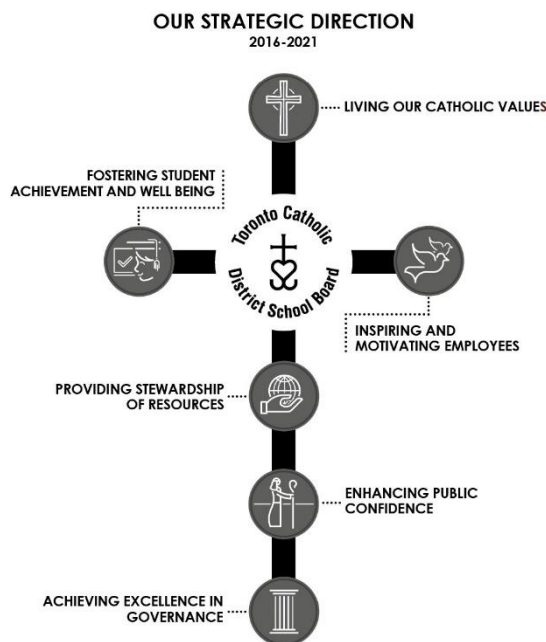 OUR STRATEGIC DIRECTION
2016-2021
LIVING OUR CATHOLIC VALUES
FOSTERING STUDENT
ACHIEVEMENT AND WELL BEING
Toronto Catholic
District School Board
INSPIRING AND
MOTIVATING EMPLOYEES
PROVIDING STEWARDSHIP
OF RESOURCES
ENHANCING PUBLIC
CONFIDENCE
ACHIEVING EXCELLENCE IN
GOVERNANCE